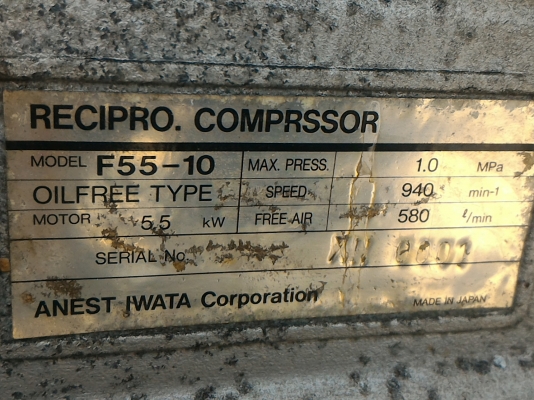 RECIPRO. COMPRSSOR
MODEL F55-10 MAX. PRESS. 1.0 MPa
OILFREE TYPE SPEED 940 min-1
MOTOR 5.5 kW FREE AIR 580 ℓ/min
SERIAL No.
ANEST IWATA Corporation MADE IN JAPAN